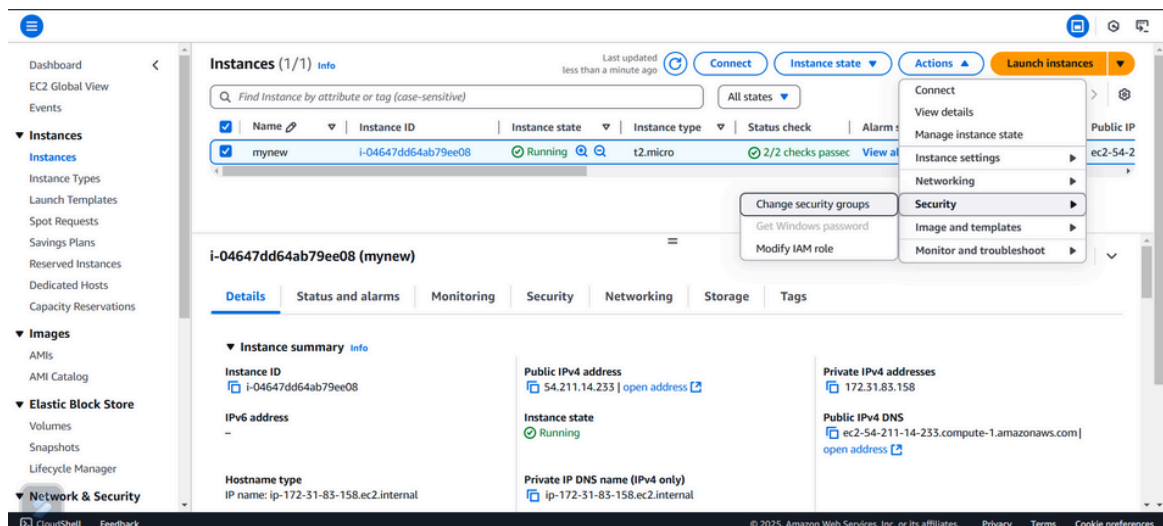 Dashboard
EC2 Global View
Events
Instances
Instances
Instance Types
Launch Templates
Spot Requests
Savings Plans
Reserved Instances
Dedicated Hosts
Capacity Reservations
Images
AMIs
AMI Catalog
Elastic Block Store
Volumes
Snapshots
Lifecycle Manager
Network & Security
Instances (1/1) Info
Last updated
less than a minute ago
Connect
Instance state
Actions
Launch instances
Find Instance by attribute or tag (case-sensitive)
All states
Name
Instance ID
Instance state
Instance type
Status check
Alarm s
Public IP
mynew
i-04647dd64ab79ee08
Running
t2.micro
2/2 checks passec
View al
ec2-54-2
Connect
View details
Manage instance state
Instance settings
Networking
Security
Image and templates
Monitor and troubleshoot
Change security groups
Get Windows password
Modify IAM role
i-04647dd64ab79ee08 (mynew)
Details
Status and alarms
Monitoring
Security
Networking
Storage
Tags
Instance summary Info
Instance ID
i-04647dd64ab79ee08
Public IPv4 address
54.211.14.233 | open address
Private IPv4 addresses
172.31.83.158
IPv6 address
–
Instance state
Running
Public IPv4 DNS
ec2-54-211-14-233.compute-1.amazonaws.com |
open address
Hostname type
IP name: ip-172-31-83-158.ec2.internal
Private IP DNS name (IPv4 only)
ip-172-31-83-158.ec2.internal
CloudShell
Feedback
© 2025, Amazon Web Services, Inc. or its affiliates.
Privacy
Terms
Cookie preferences